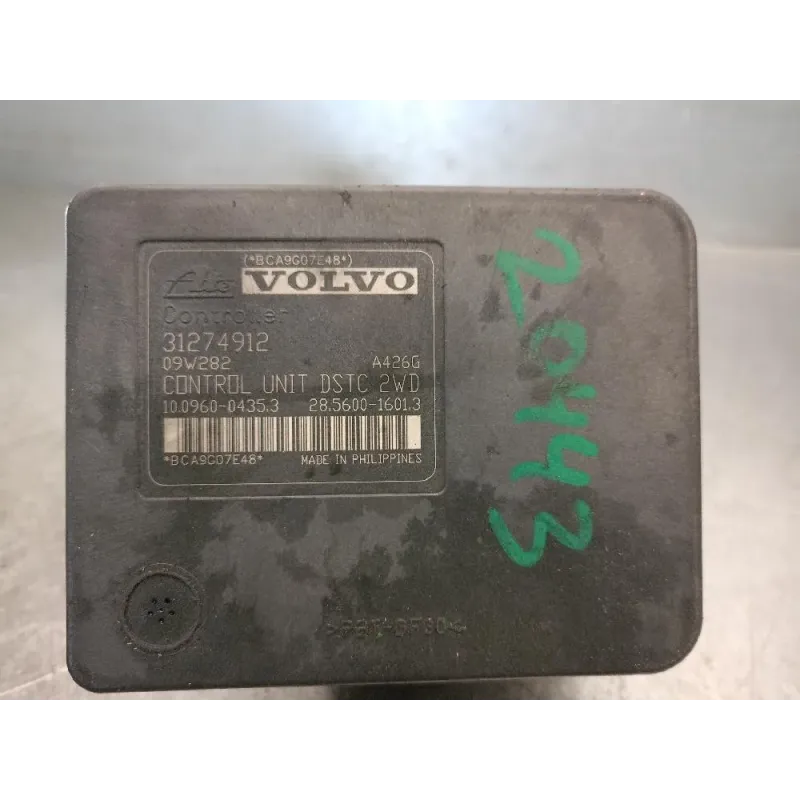 (*BCA9G07E48*)
Ate VOLVO
Controller
31274912
09W282 A426G
CONTROL UNIT DSTC 2WD
10.0960-0435.3 28.5600-1601.3
*BCA9G07E48* MADE IN PHILIPPINES
20443